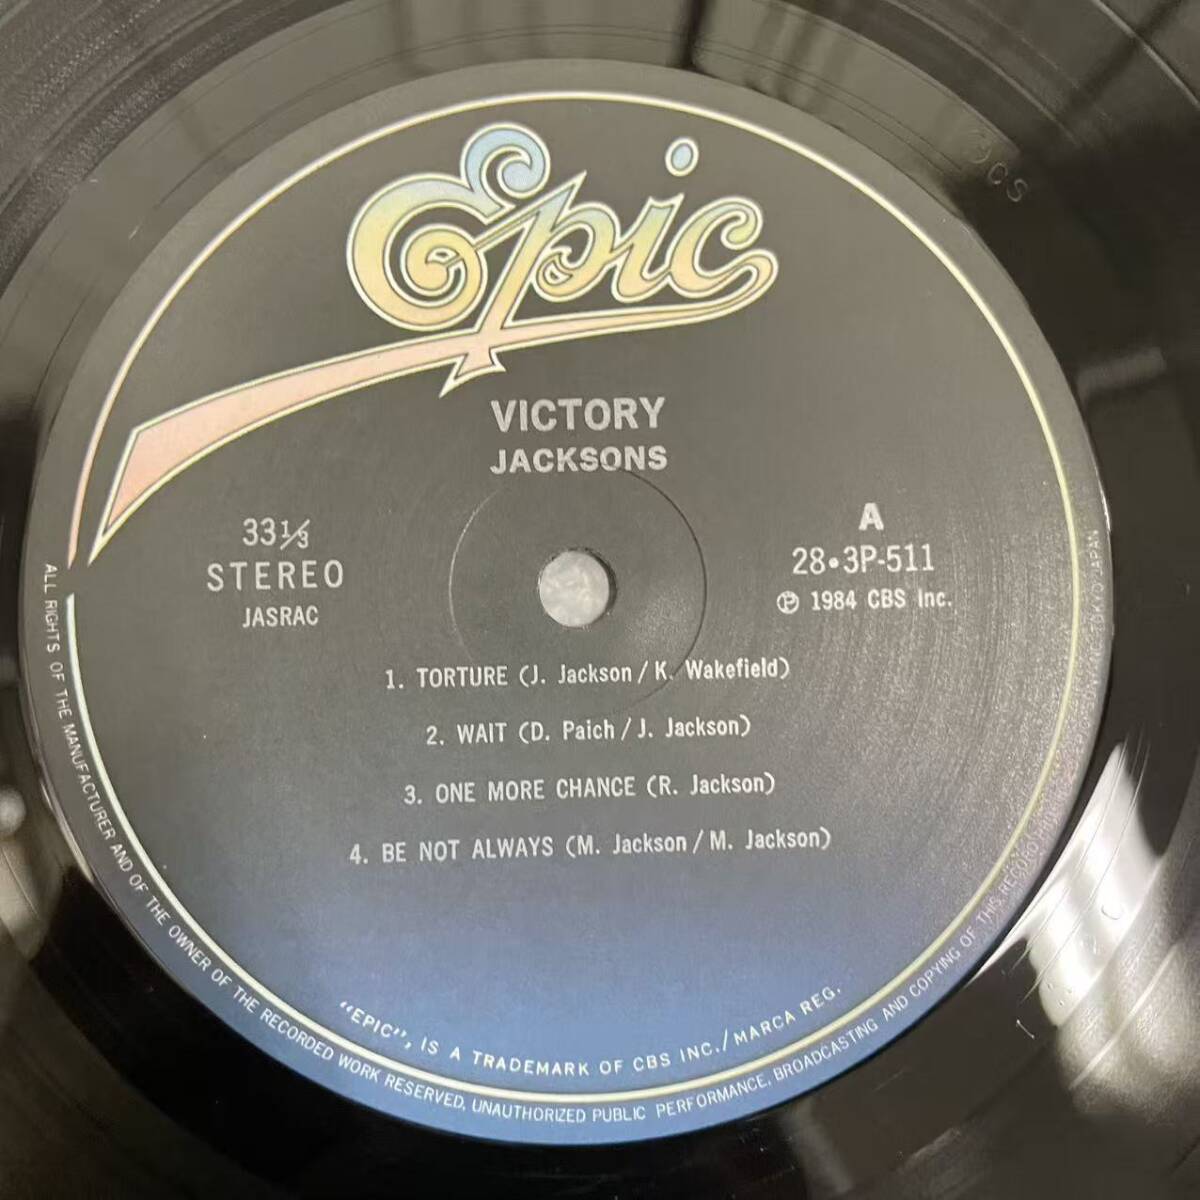 Epic
VICTORY
JACKSONS
33⅓
STEREO
JASRAC
A
28•3P-511
Ⓟ 1984 CBS Inc.
1. TORTURE (J. Jackson / K. Wakefield)
2. WAIT (D. Paich / J. Jackson)
3. ONE MORE CHANCE (R. Jackson)
4. BE NOT ALWAYS (M. Jackson / M. Jackson)
"EPIC", IS A TRADEMARK OF CBS INC./MARCA REG.
ALL RIGHTS OF THE MANUFACTURER AND OF THE OWNER OF THE RECORDED WORK RESERVED. UNAUTHORIZED PUBLIC PERFORMANCE, BROADCASTING AND COPYING OF THIS RECORD TOKYO JAPAN
CS